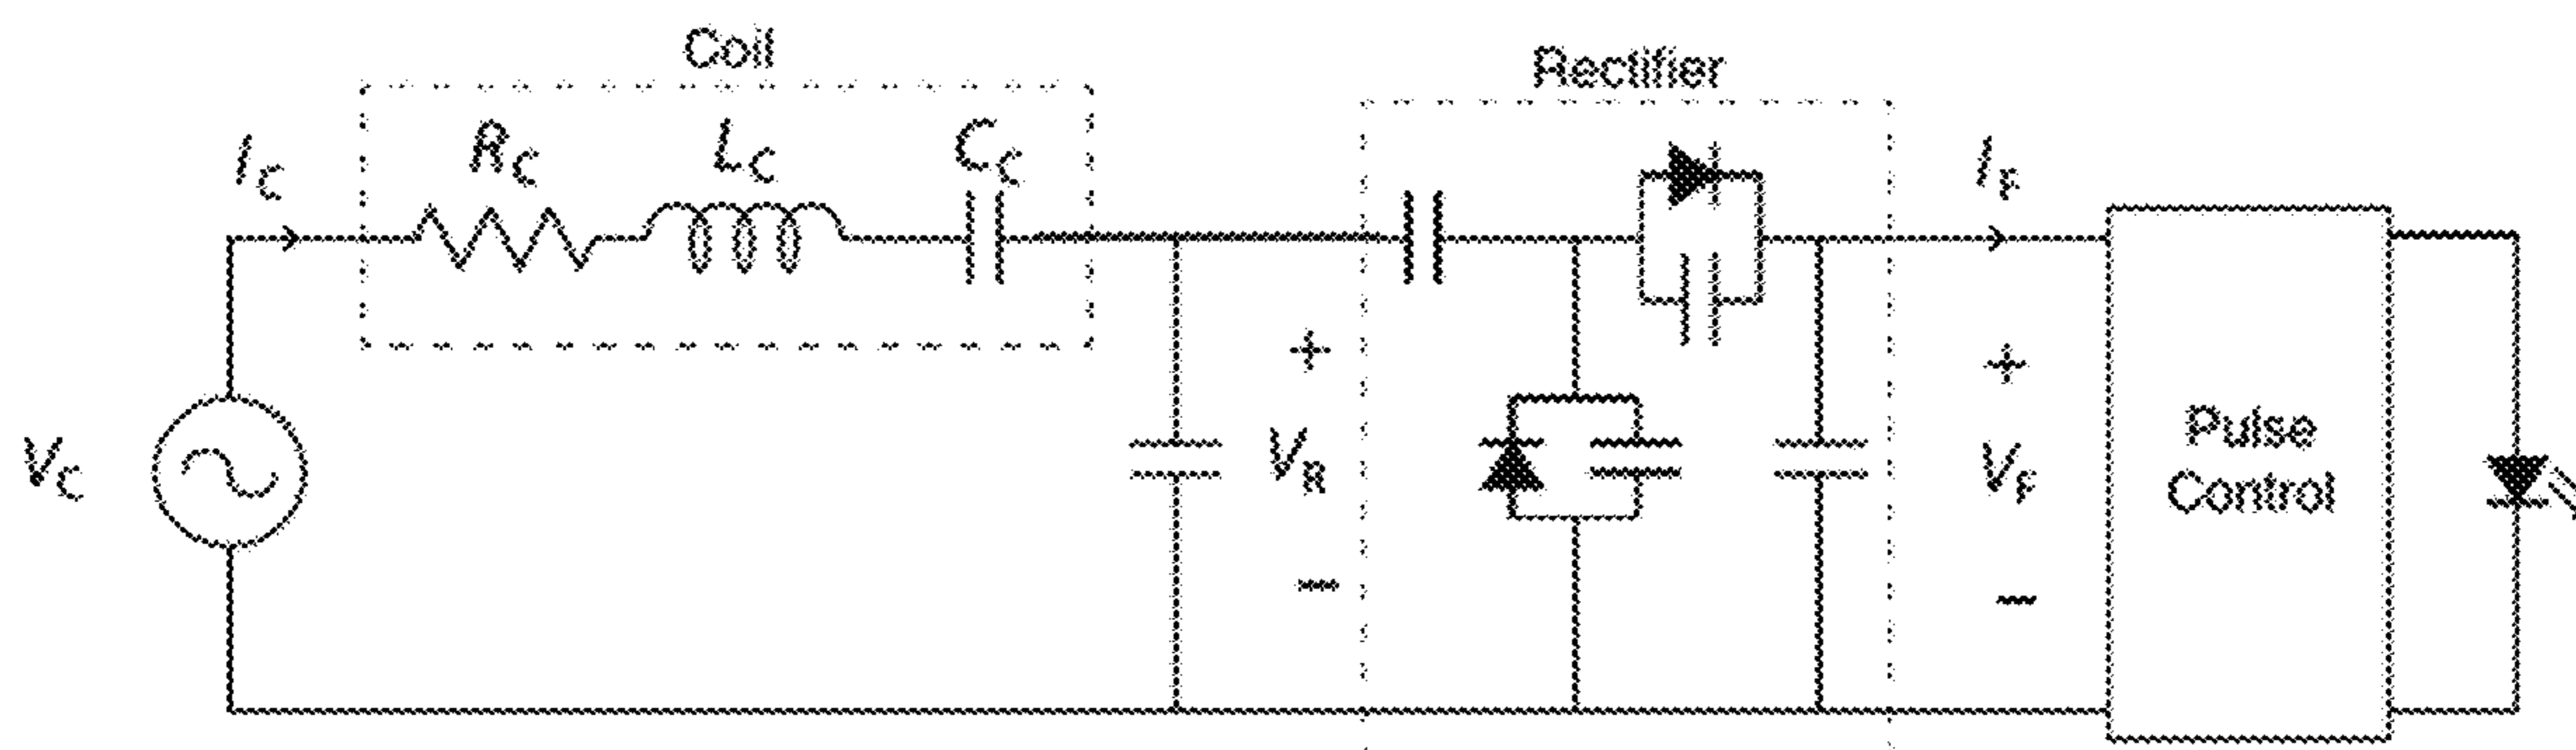 Coil
Rectifier
I_C
R_C
L_C
C_C
I_F
+
+
V_C
V_R
V_F
Pulse
Control
−
−